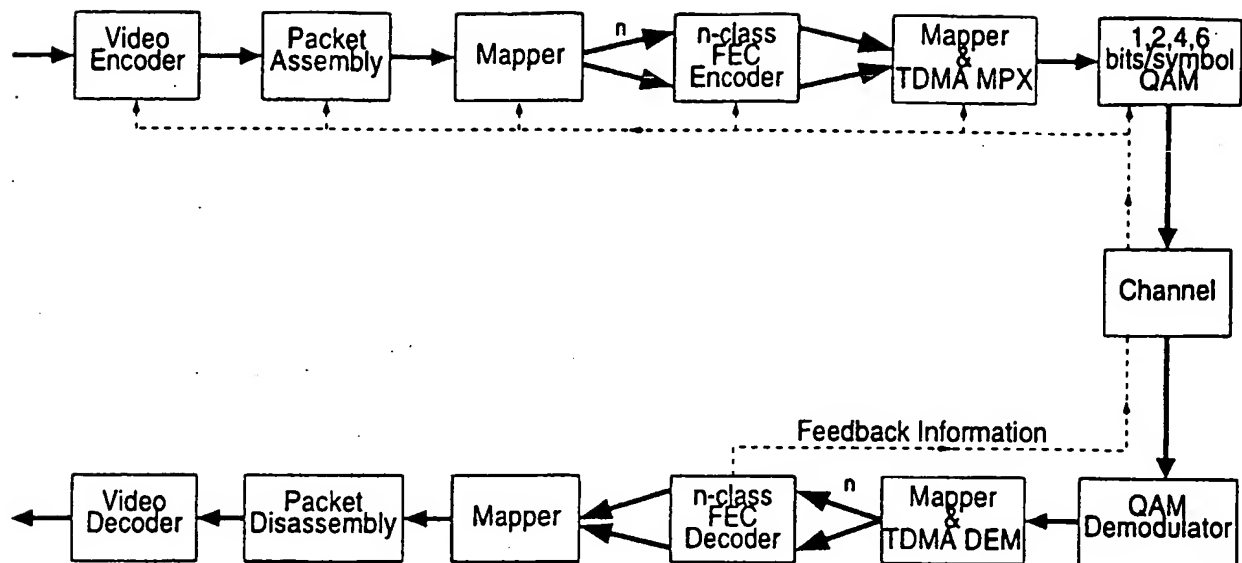 Video
Encoder
Packet
Assembly
Mapper
n
n-class
FEC
Encoder
Mapper
&
TDMA MPX
1,2,4,6
bits/symbol
QAM
Channel
Feedback Information
Video
Decoder
Packet
Disassembly
Mapper
n-class
FEC
Decoder
n
Mapper
&
TDMA DEM
QAM
Demodulator